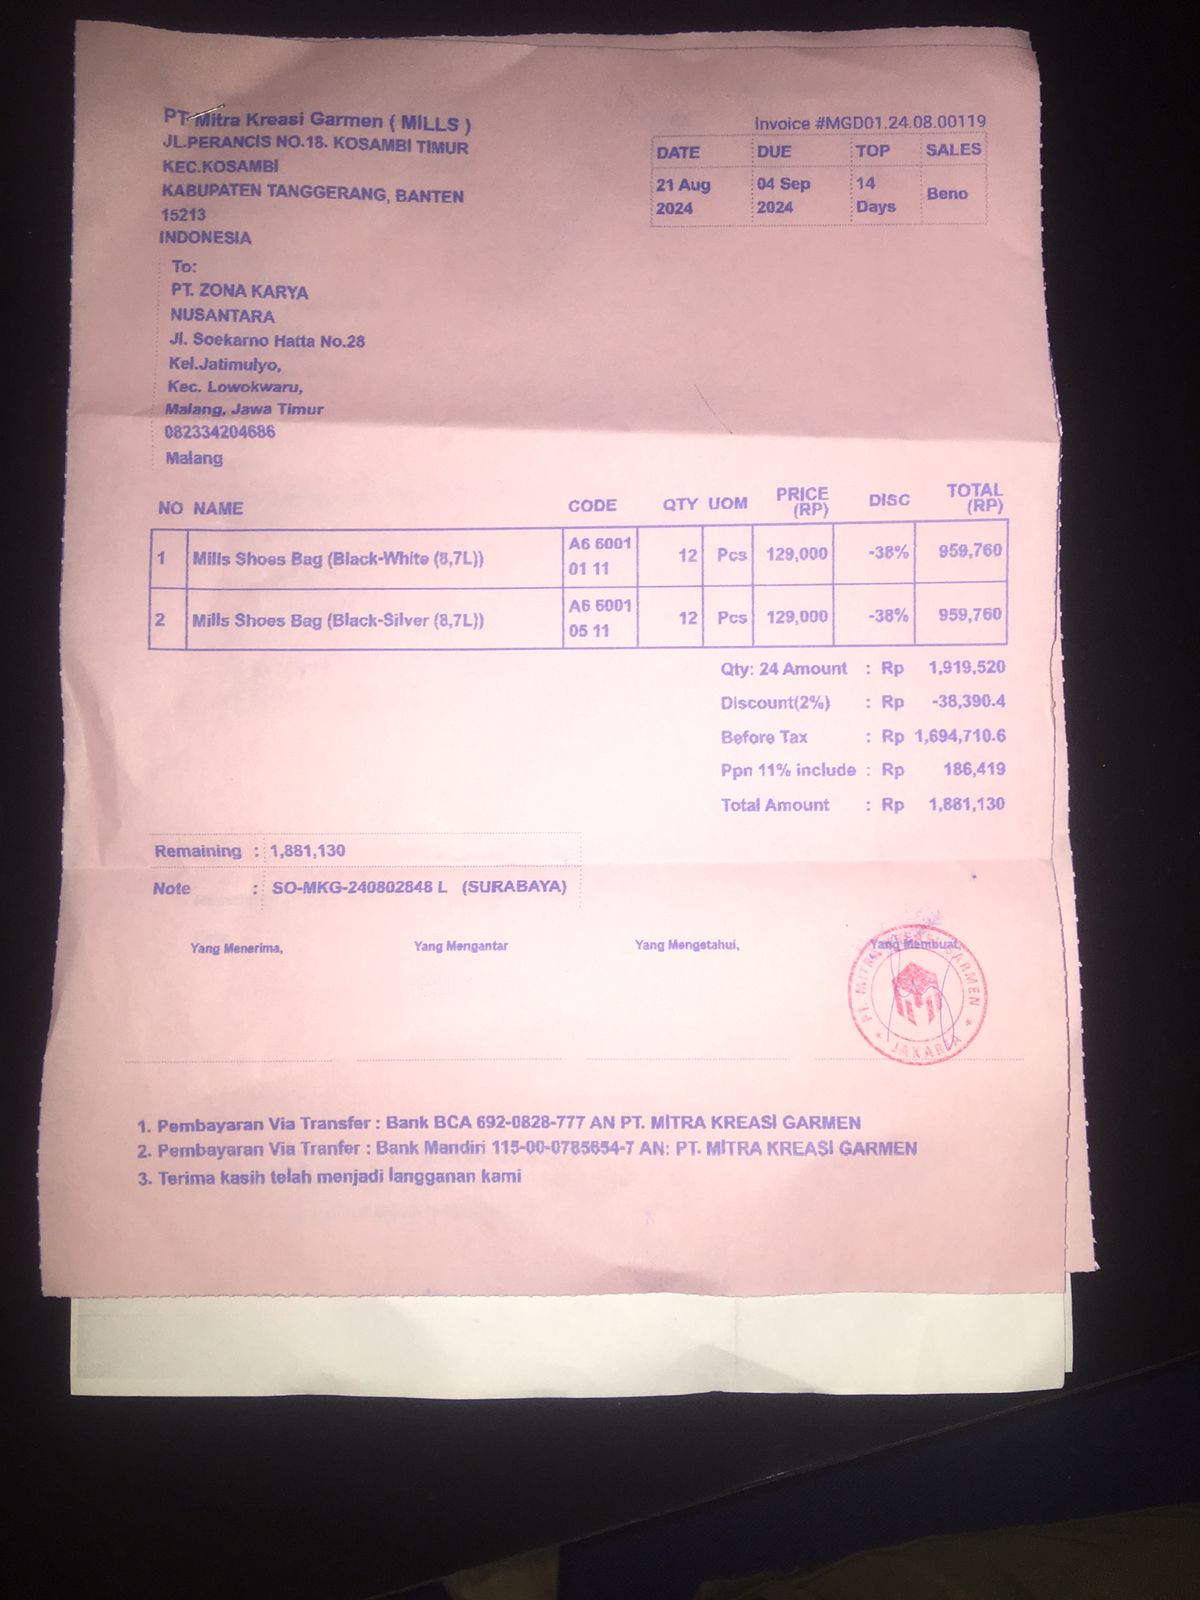 PT Mitra Kreasi Garmen ( MILLS )
JL.PERANCIS NO.18. KOSAMBI TIMUR
KEC.KOSAMBI
KABUPATEN TANGGERANG, BANTEN
15213
INDONESIA
Invoice #MGD01.24.08.00119
DATE DUE TOP SALES
21 Aug 2024 04 Sep 2024 14 Days Beno
To:
PT. ZONA KARYA
NUSANTARA
Jl. Soekarno Hatta No.28
Kel.Jatimulyo,
Kec. Lowokwaru,
Malang, Jawa Timur
082334204686
Malang
NO NAME CODE QTY UOM PRICE (RP) DISC TOTAL (RP)
1 Mills Shoes Bag (Black-White (8,7L)) A6 6001 01 11 12 Pcs 129,000 -38% 959,760
2 Mills Shoes Bag (Black-Silver (8,7L)) A6 6001 05 11 12 Pcs 129,000 -38% 959,760
Qty: 24 Amount : Rp 1,919,520
Discount(2%) : Rp -38,390.4
Before Tax : Rp 1,694,710.6
Ppn 11% include : Rp 186,419
Total Amount : Rp 1,881,130
Remaining : 1,881,130
Note : SO-MKG-240802848 L (SURABAYA)
Yang Menerima, Yang Mengantar Yang Mengetahui, Yang Membuat,
PT. MITRA KREASI GARMEN
JAKARTA
1. Pembayaran Via Transfer : Bank BCA 692-0828-777 AN PT. MITRA KREASI GARMEN
2. Pembayaran Via Tranfer : Bank Mandiri 115-00-0785654-7 AN: PT. MITRA KREASI GARMEN
3. Terima kasih telah menjadi langganan kami